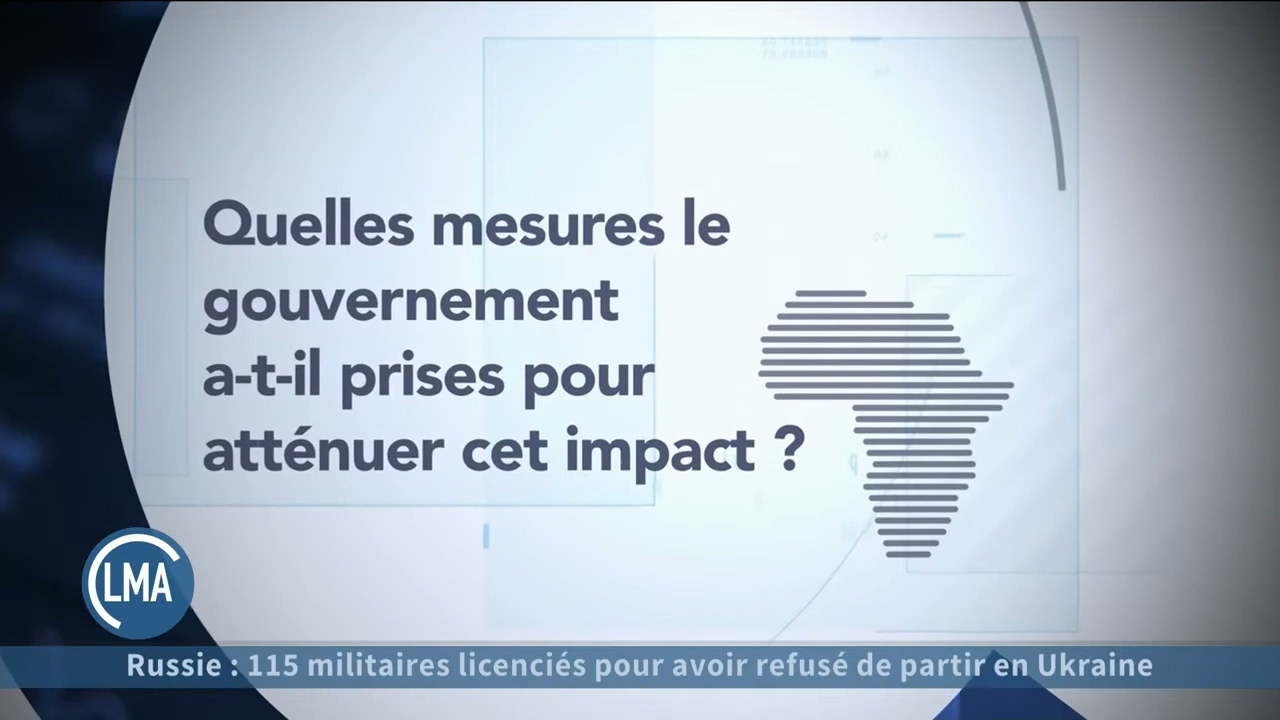 Quelles mesures le
gouvernement
a-t-il prises pour
atténuer cet impact ?
LMA
Russie : 115 militaires licenciés pour avoir refusé de partir en Ukraine